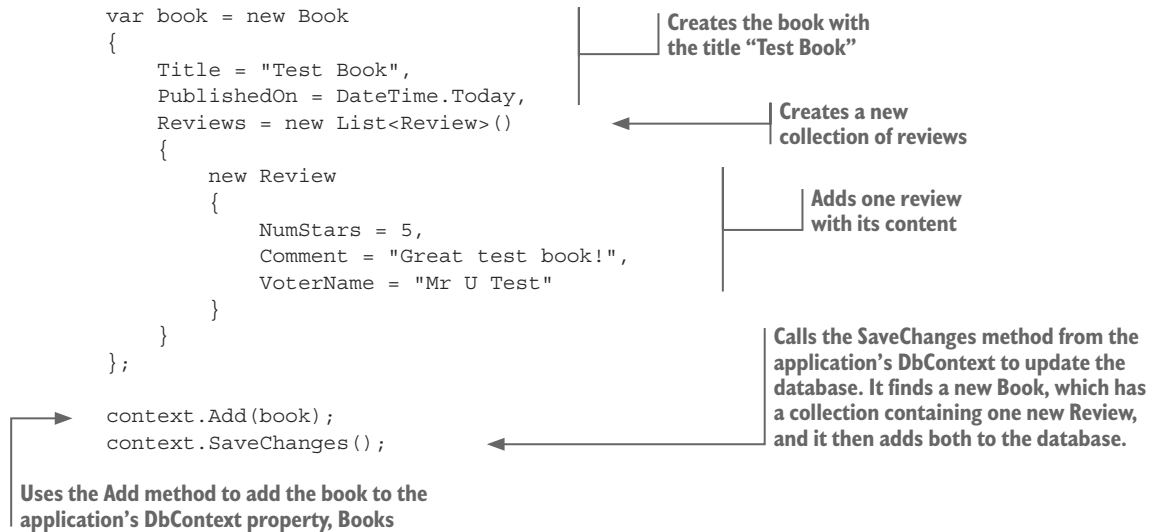 var book = new Book
{
    Title = "Test Book",
    PublishedOn = DateTime.Today,
    Reviews = new List<Review>()
    {
        new Review
        {
            NumStars = 5,
            Comment = "Great test book!",
            VoterName = "Mr U Test"
        }
    }
};
context.Add(book);
context.SaveChanges();
Creates the book with
the title “Test Book”
Creates a new
collection of reviews
Adds one review
with its content
Calls the SaveChanges method from the
application’s DbContext to update the
database. It finds a new Book, which has
a collection containing one new Review,
and it then adds both to the database.
Uses the Add method to add the book to the
application’s DbContext property, Books